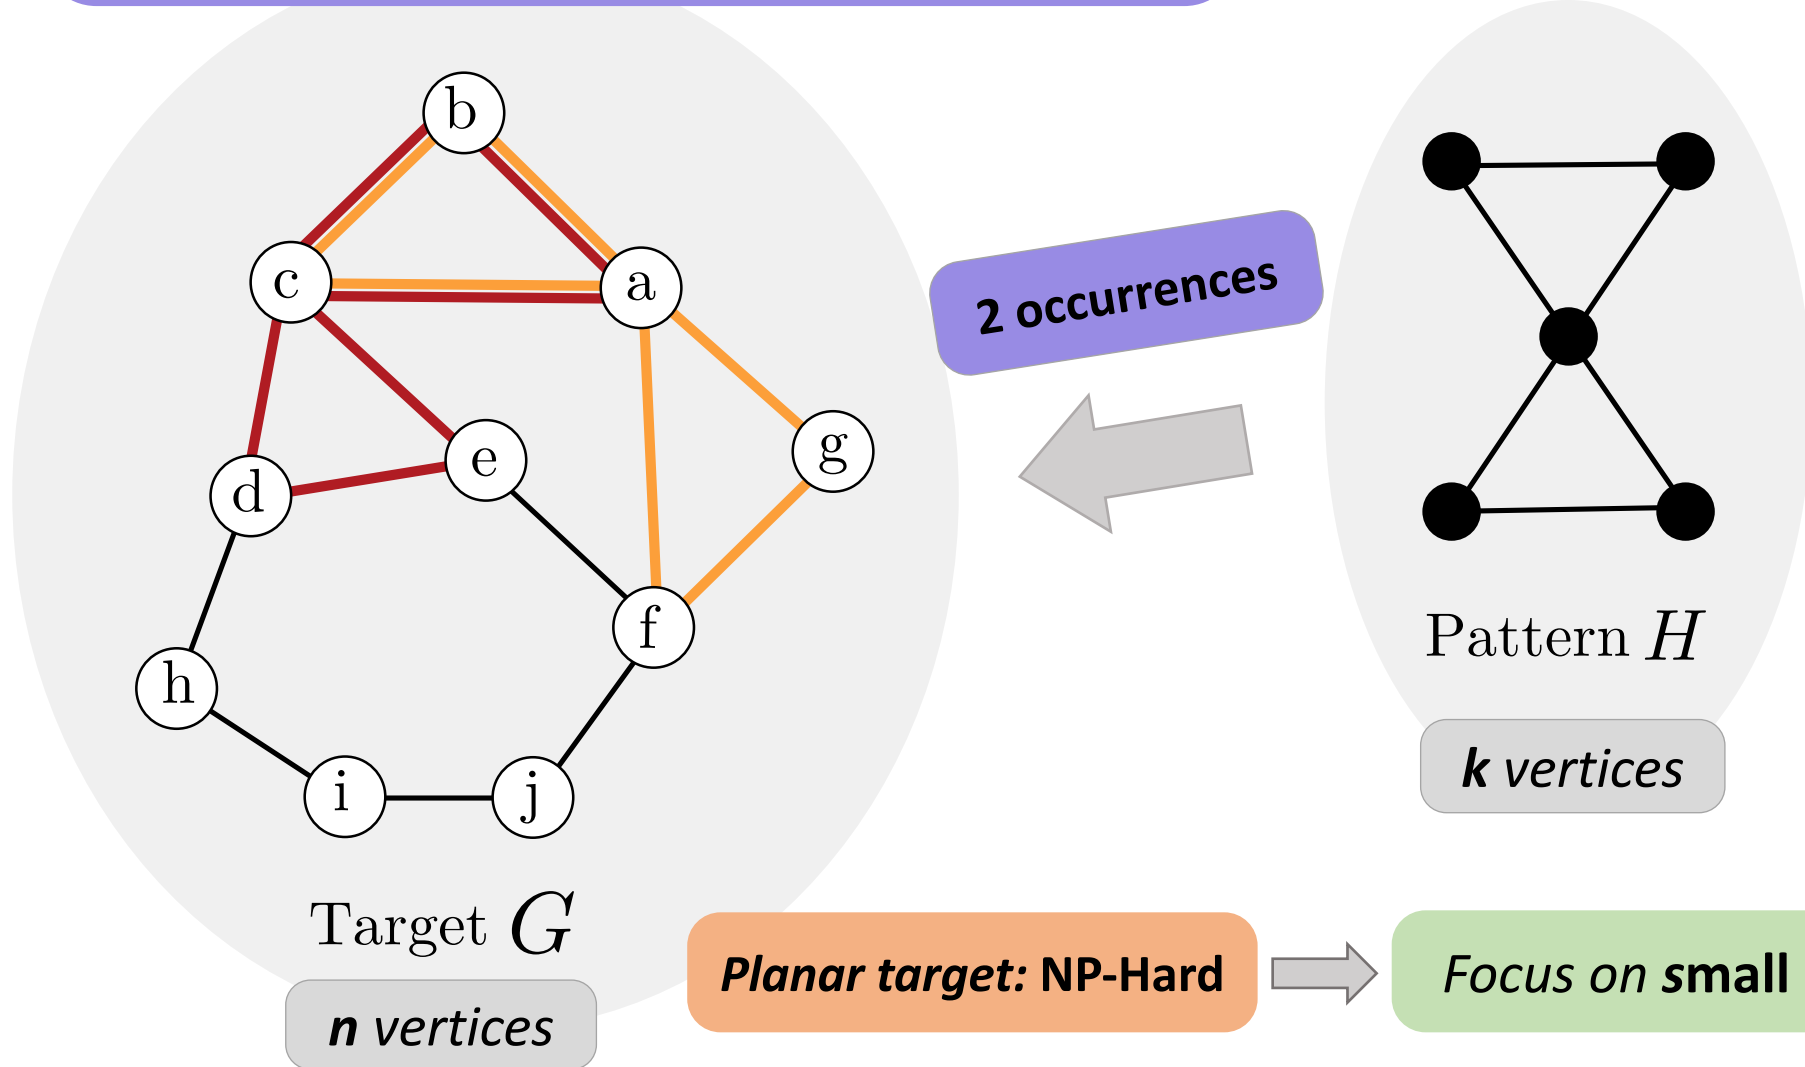 b
c
a
e
g
d
f
h
i
j
2 occurrences
Pattern H
k vertices
Target G
n vertices
Planar target: NP-Hard
Focus on small